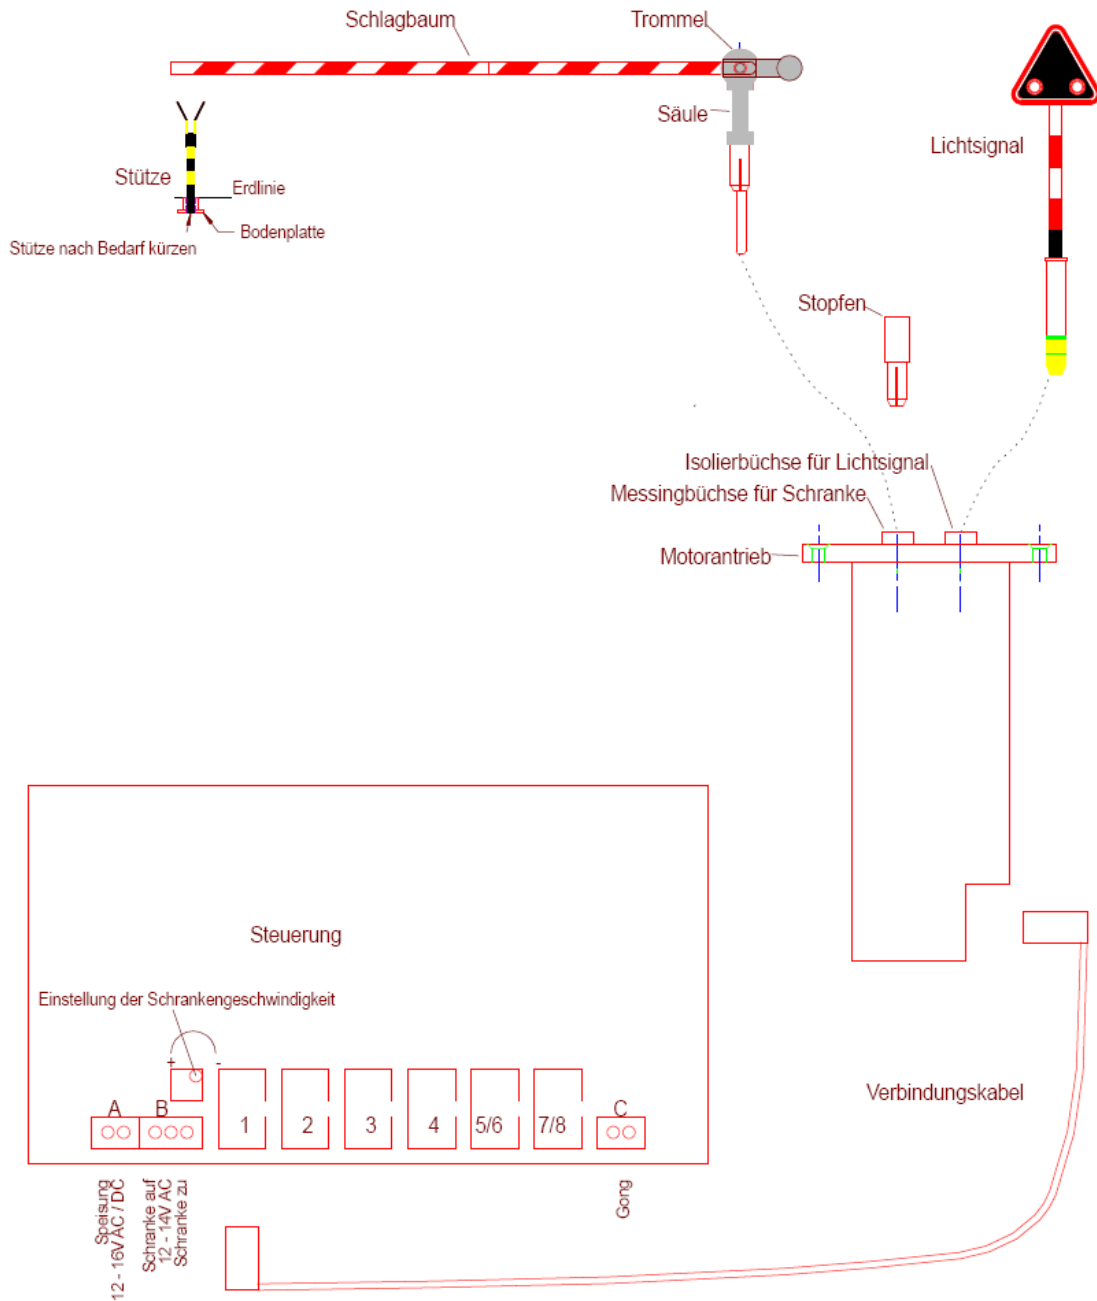 Schlagbaum
Trommel
Säule
Lichtsignal
Stütze
Erdlinie
Bodenplatte
Stütze nach Bedarf kürzen
Stopfen
Isolierbüchse für Lichtsignal
Messingbüchse für Schranke
Motorantrieb
Steuerung
Einstellung der Schrankengeschwindigkeit
+ -
A B C
1 2 3 4 5/6 7/8
Verbindungskabel
Speisung
12 - 16V AC / DC
Schranke auf
12 - 14V AC
Schranke zu
Gong